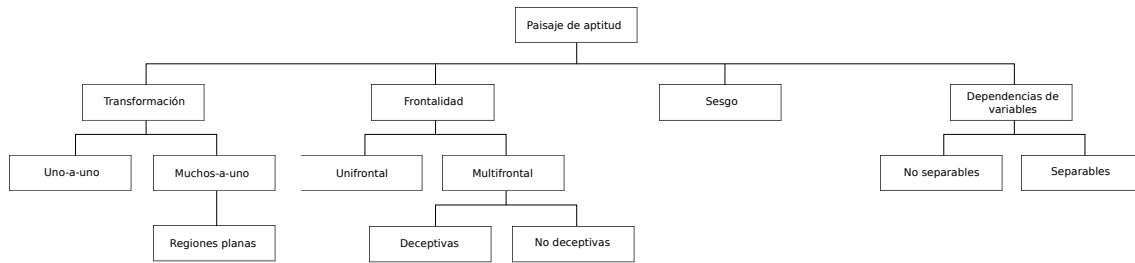 Paisaje de aptitud
Transformación
Frontalidad
Sesgo
Dependencias de
variables
Uno-a-uno
Muchos-a-uno
Unifrontal
Multifrontal
No separables
Separables
Regiones planas
Deceptivas
No deceptivas